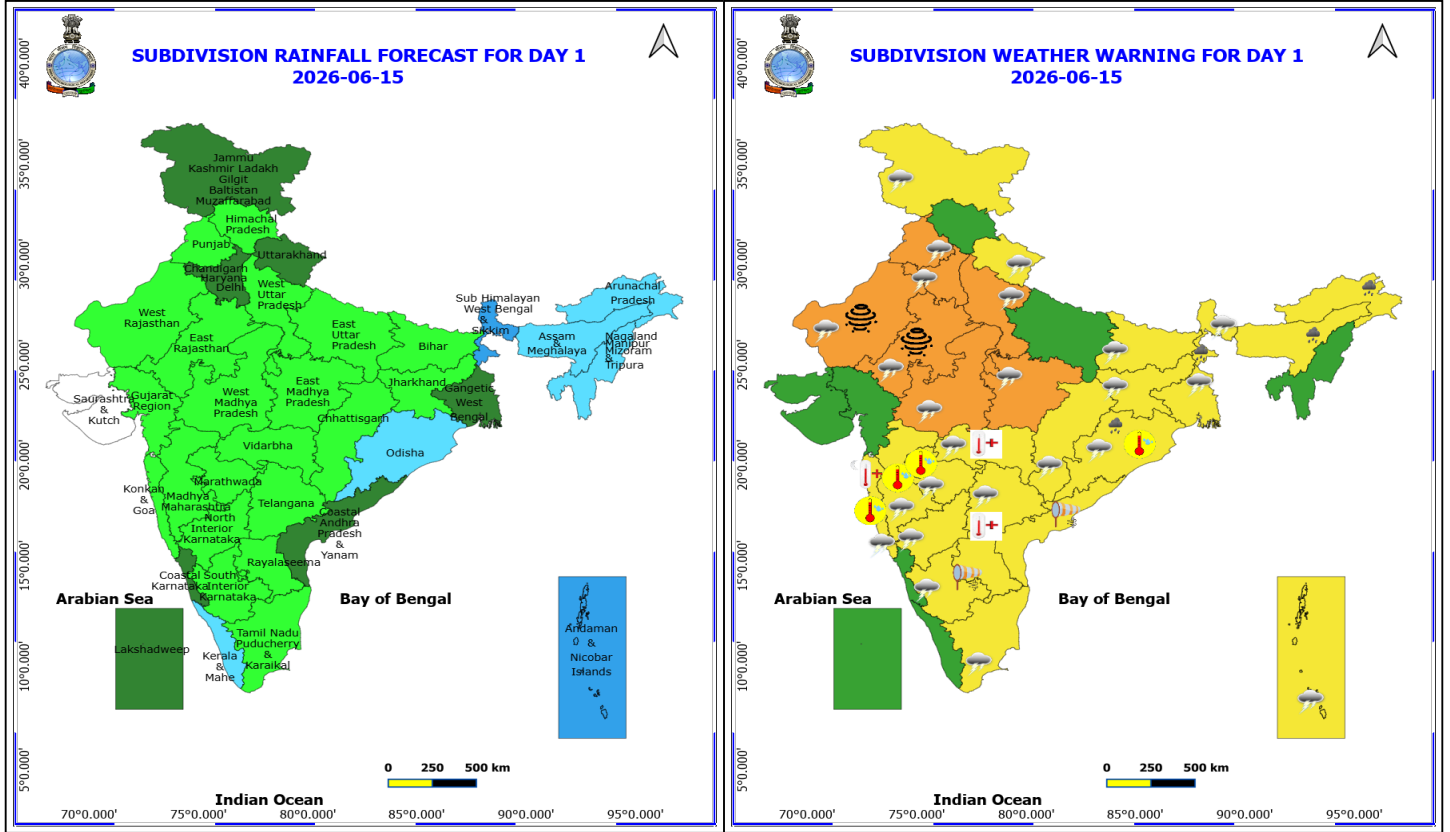 SUBDIVISION RAINFALL FORECAST FOR DAY 1
2026-06-15
40°0.000'
35°0.000'
30°0.000'
25°0.000'
20°0.000'
15°0.000'
10°0.000'
5°0.000'
Jammu
Kashmir Ladakh
Gilgit
Baltistan
Muzaffarabad
Himachal
Pradesh
Punjab
Uttarakhand
Chandigarh
Haryana
Delhi
West
Uttar
Pradesh
West
Rajasthan
East
Rajasthan
East
Uttar
Pradesh
Bihar
Sub Himalayan
West Bengal
&
Sikkim
Arunachal
Pradesh
Assam
&
Meghalaya
Nagaland
Manipur
Mizoram
&
Tripura
Saurashtra
&
Kutch
Gujarat
Region
West
Madhya
Pradesh
East
Madhya
Pradesh
Jharkhand
Gangetic
West
Bengal
Chhattisgarh
Odisha
Vidarbha
Marathwada
Konkan
&
Goa
Madhya
Maharashtra
Telangana
North
Interior
Karnataka
Coastal
Andhra
Pradesh
&
Yanam
Rayalaseema
Coastal
Karnataka
South
Interior
Karnataka
Tamil Nadu
Puducherry
&
Karaikal
Kerala
&
Mahe
Lakshadweep
Andaman
&
Nicobar
Islands
Arabian Sea
Bay of Bengal
Indian Ocean
0 250 500 km
70°0.000' 75°0.000' 80°0.000' 85°0.000' 90°0.000' 95°0.000'
SUBDIVISION WEATHER WARNING FOR DAY 1
2026-06-15
40°0.000'
35°0.000'
30°0.000'
25°0.000'
20°0.000'
15°0.000'
10°0.000'
5°0.000'
Arabian Sea
Bay of Bengal
Indian Ocean
0 250 500 km
70°0.000' 75°0.000' 80°0.000' 85°0.000' 90°0.000' 95°0.000'